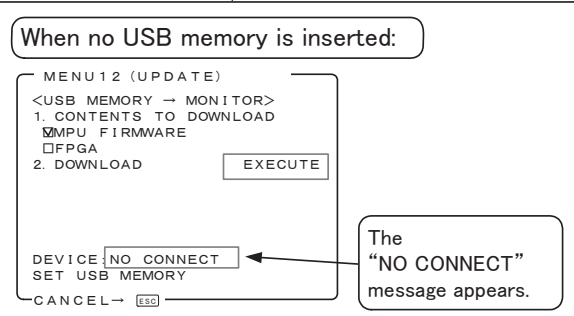 When no USB memory is inserted:
MENU12 (UPDATE)
<USB MEMORY → MONITOR>
1. CONTENTS TO DOWNLOAD
☑MPU FIRMWARE
☐FPGA
2. DOWNLOAD EXECUTE
DEVICE:NO CONNECT
SET USB MEMORY
CANCEL→ ESC
The
“NO CONNECT”
message appears.